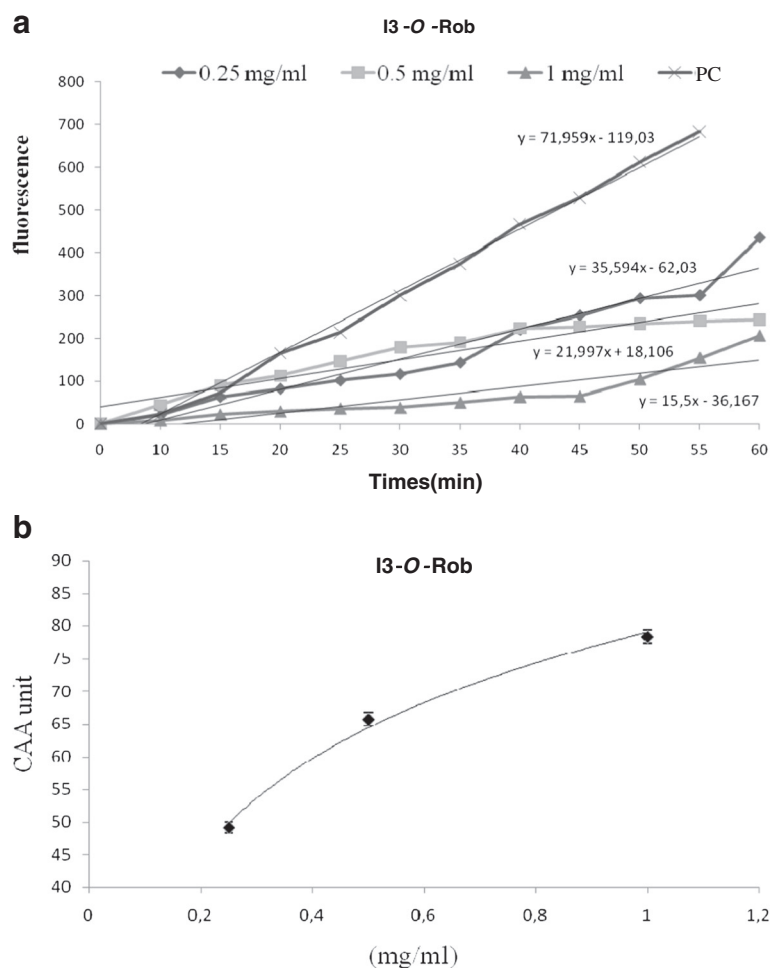 a
I3-O-Rob
0.25 mg/ml 0.5 mg/ml 1 mg/ml PC
800
700
600
500
400
300
200
100
0
fluorescence
y = 71,959x - 119,03
y = 35,594x - 62,03
y = 21,997x + 18,106
y = 15,5x - 36,167
0 10 15 20 25 30 35 40 45 50 55 60
Times(min)
b
I3-O-Rob
90
85
80
75
70
65
60
55
50
45
40
CAA unit
0 0,2 0,4 0,6 0,8 1 1,2
(mg/ml)